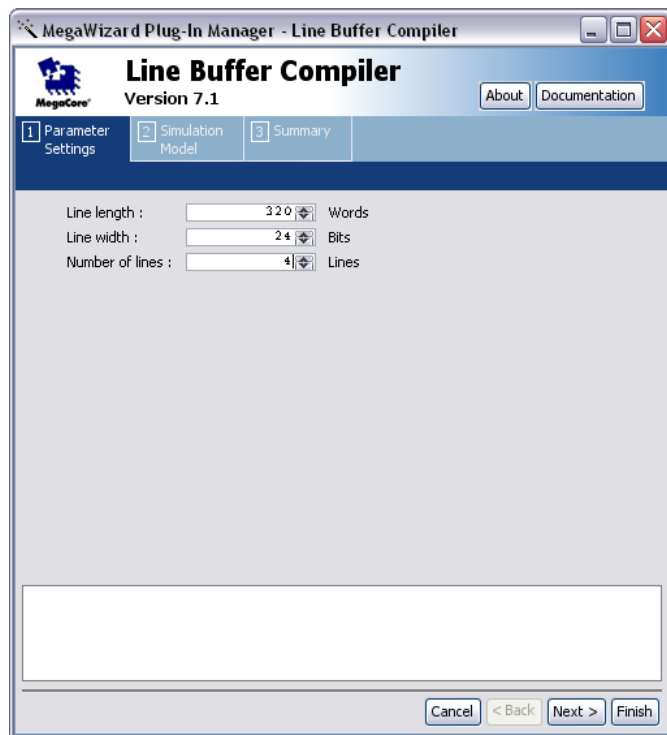 MegaWizard Plug-In Manager - Line Buffer Compiler
MegaCore'
Line Buffer Compiler
Version 7.1
About
Documentation
1 Parameter Settings
2 Simulation Model
3 Summary
Line length : 320 Words
Line width : 24 Bits
Number of lines : 4 Lines
Cancel
< Back
Next >
Finish